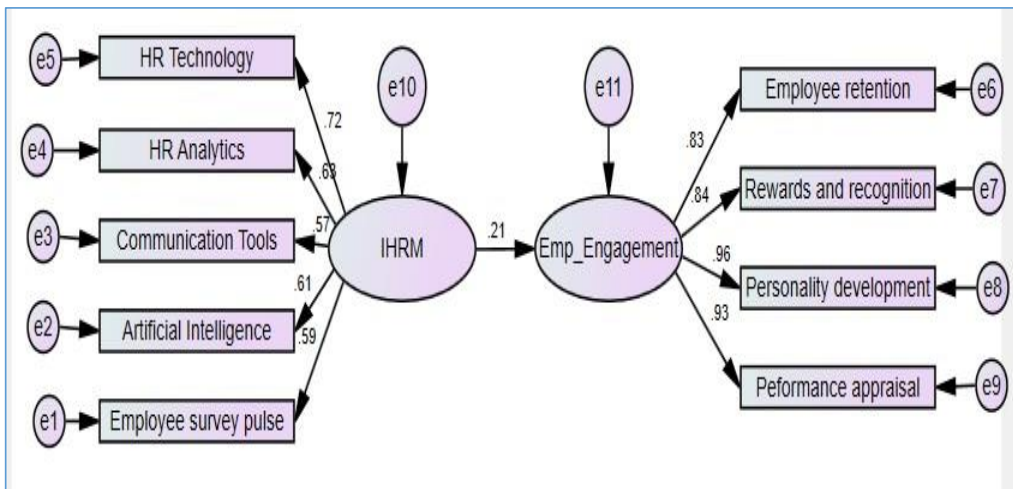 e5
HR Technology
e10
e11
Employee retention
e6
.72
.83
e4
HR Analytics
.63
.84
Rewards and recognition
e7
e3
Communication Tools
.57
IHRM
.21
Emp_Engagement
.96
Personality development
e8
.61
e2
Artificial Intelligence
.59
.93
Peformance appraisal
e9
e1
Employee survey pulse